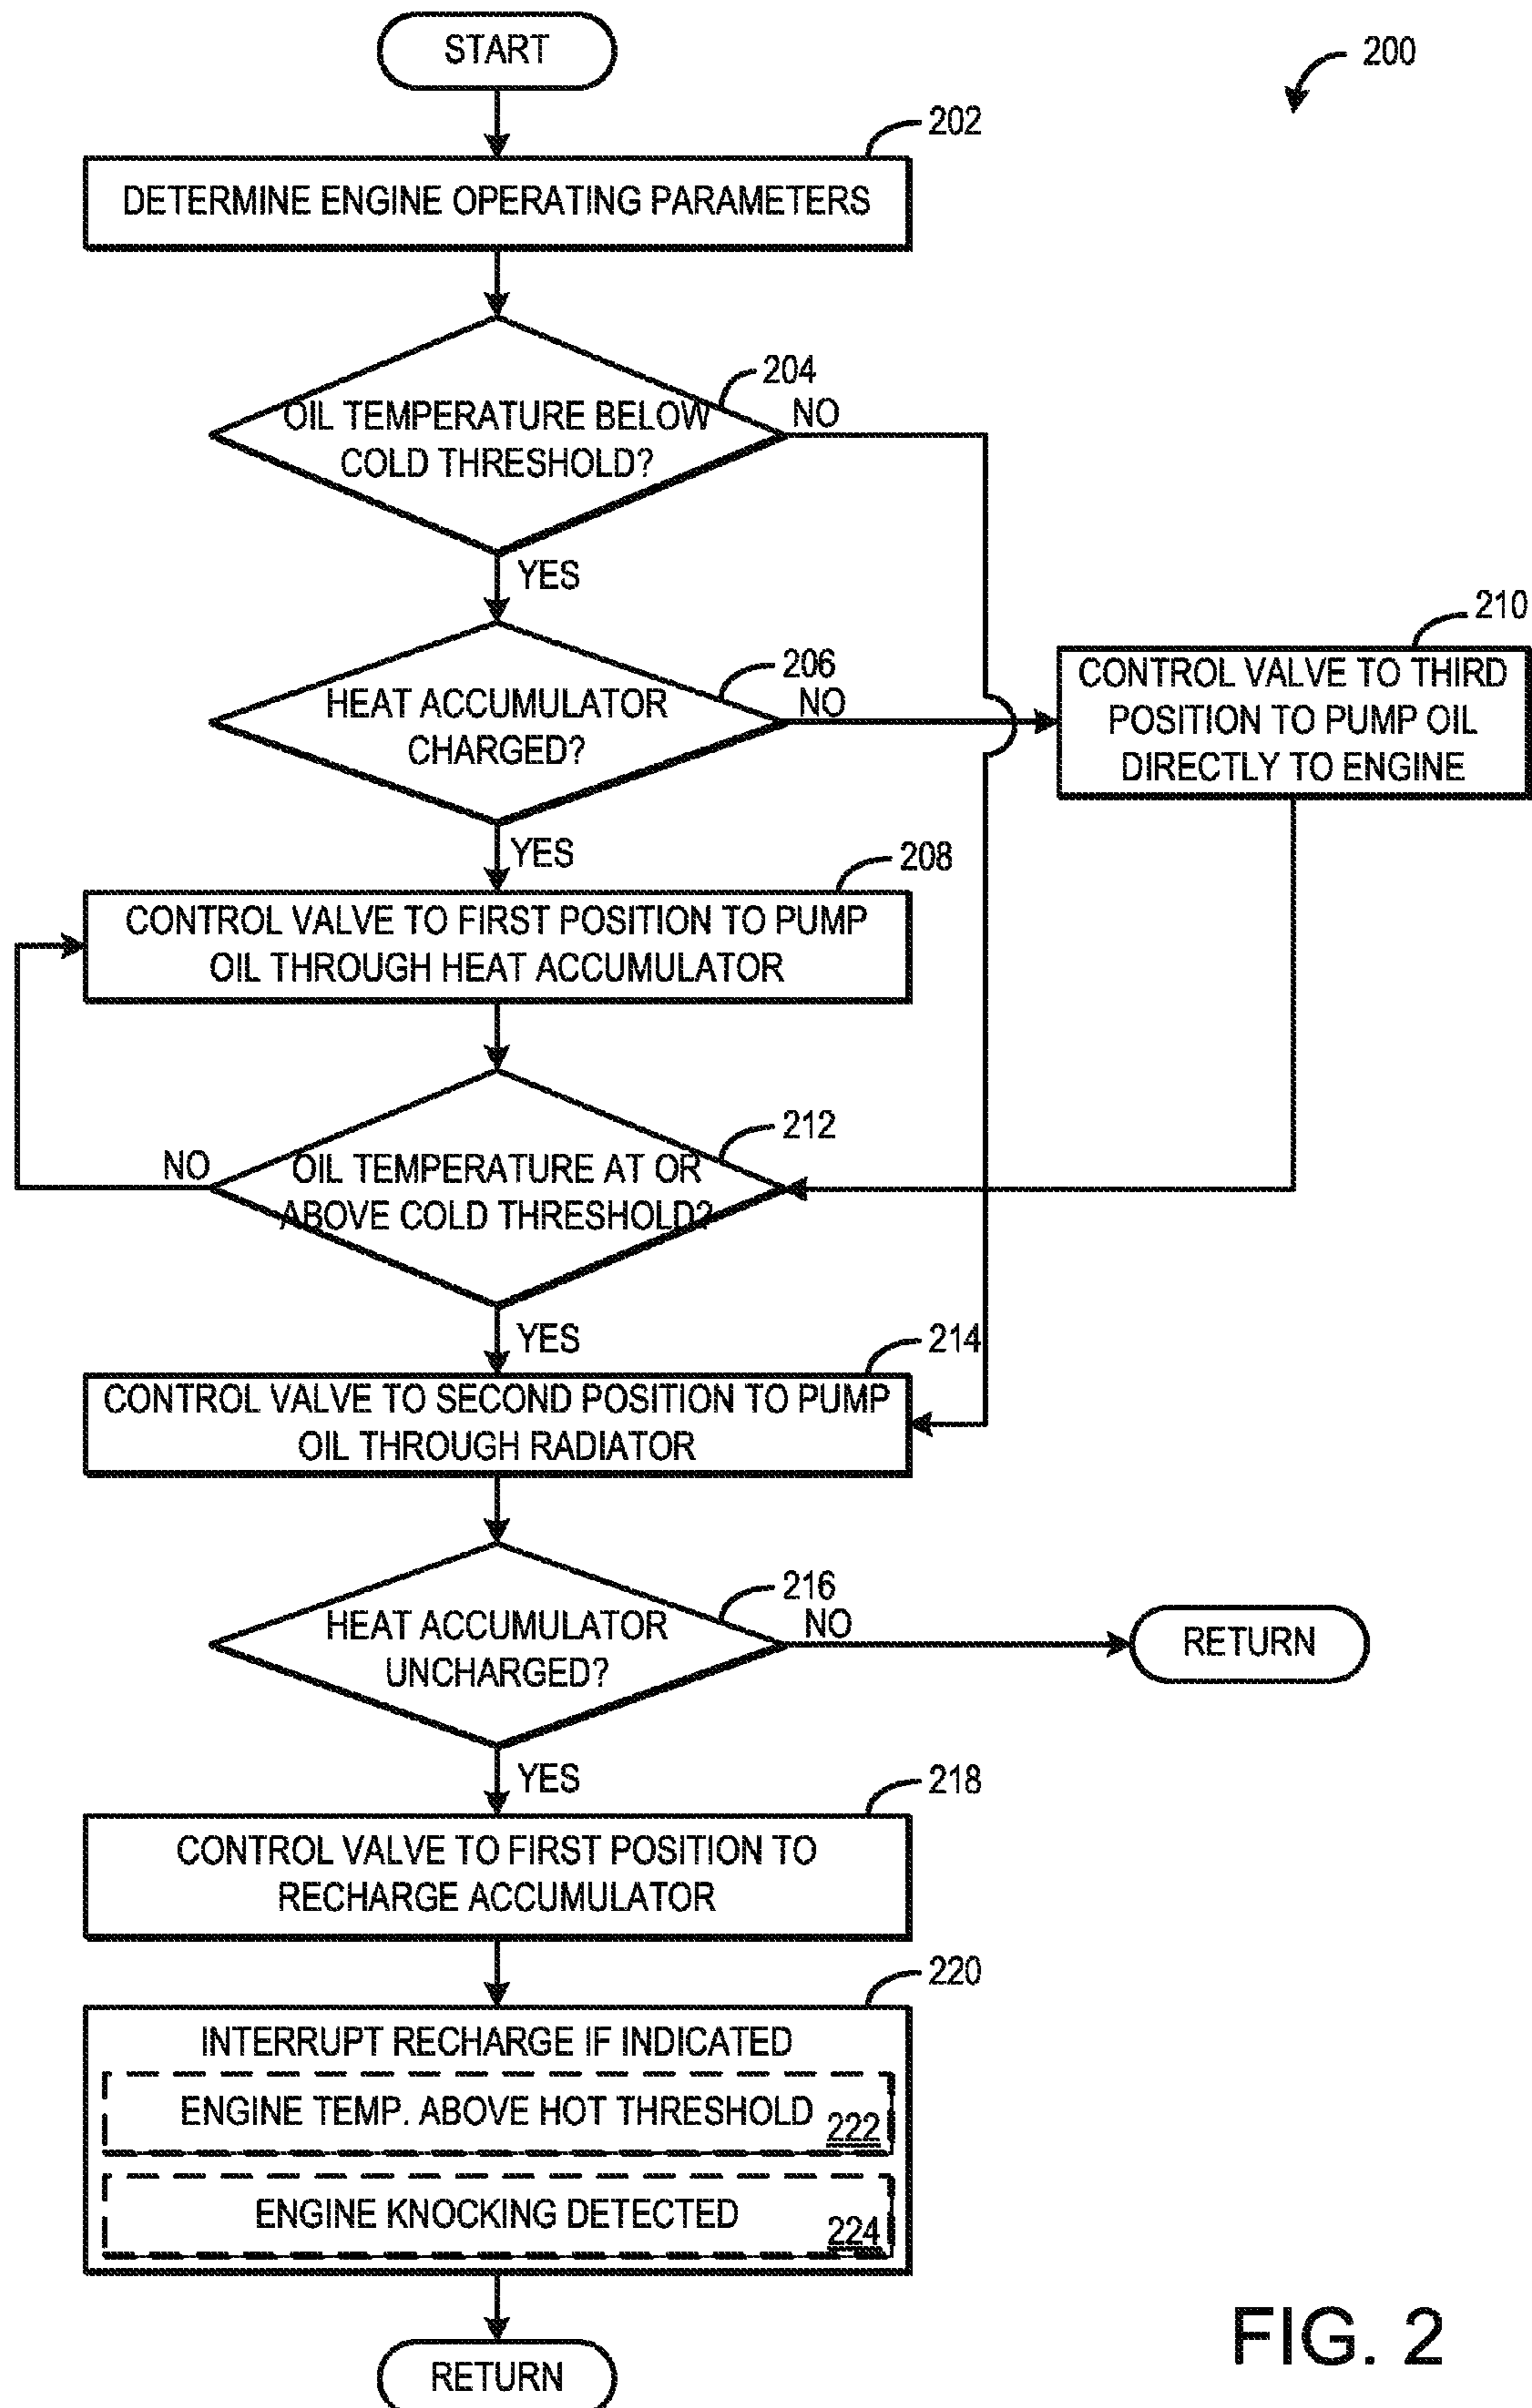 START
200
202
DETERMINE ENGINE OPERATING PARAMETERS
204
OIL TEMPERATURE BELOW
COLD THRESHOLD?
NO
YES
206
HEAT ACCUMULATOR
CHARGED?
NO
210
CONTROL VALVE TO THIRD
POSITION TO PUMP OIL
DIRECTLY TO ENGINE
YES
208
CONTROL VALVE TO FIRST POSITION TO PUMP
OIL THROUGH HEAT ACCUMULATOR
212
NO
OIL TEMPERATURE AT OR
ABOVE COLD THRESHOLD?
YES
214
CONTROL VALVE TO SECOND POSITION TO PUMP
OIL THROUGH RADIATOR
216
HEAT ACCUMULATOR
UNCHARGED?
NO
RETURN
YES
218
CONTROL VALVE TO FIRST POSITION TO
RECHARGE ACCUMULATOR
220
INTERRUPT RECHARGE IF INDICATED
ENGINE TEMP. ABOVE HOT THRESHOLD
222
ENGINE KNOCKING DETECTED
224
RETURN
FIG. 2